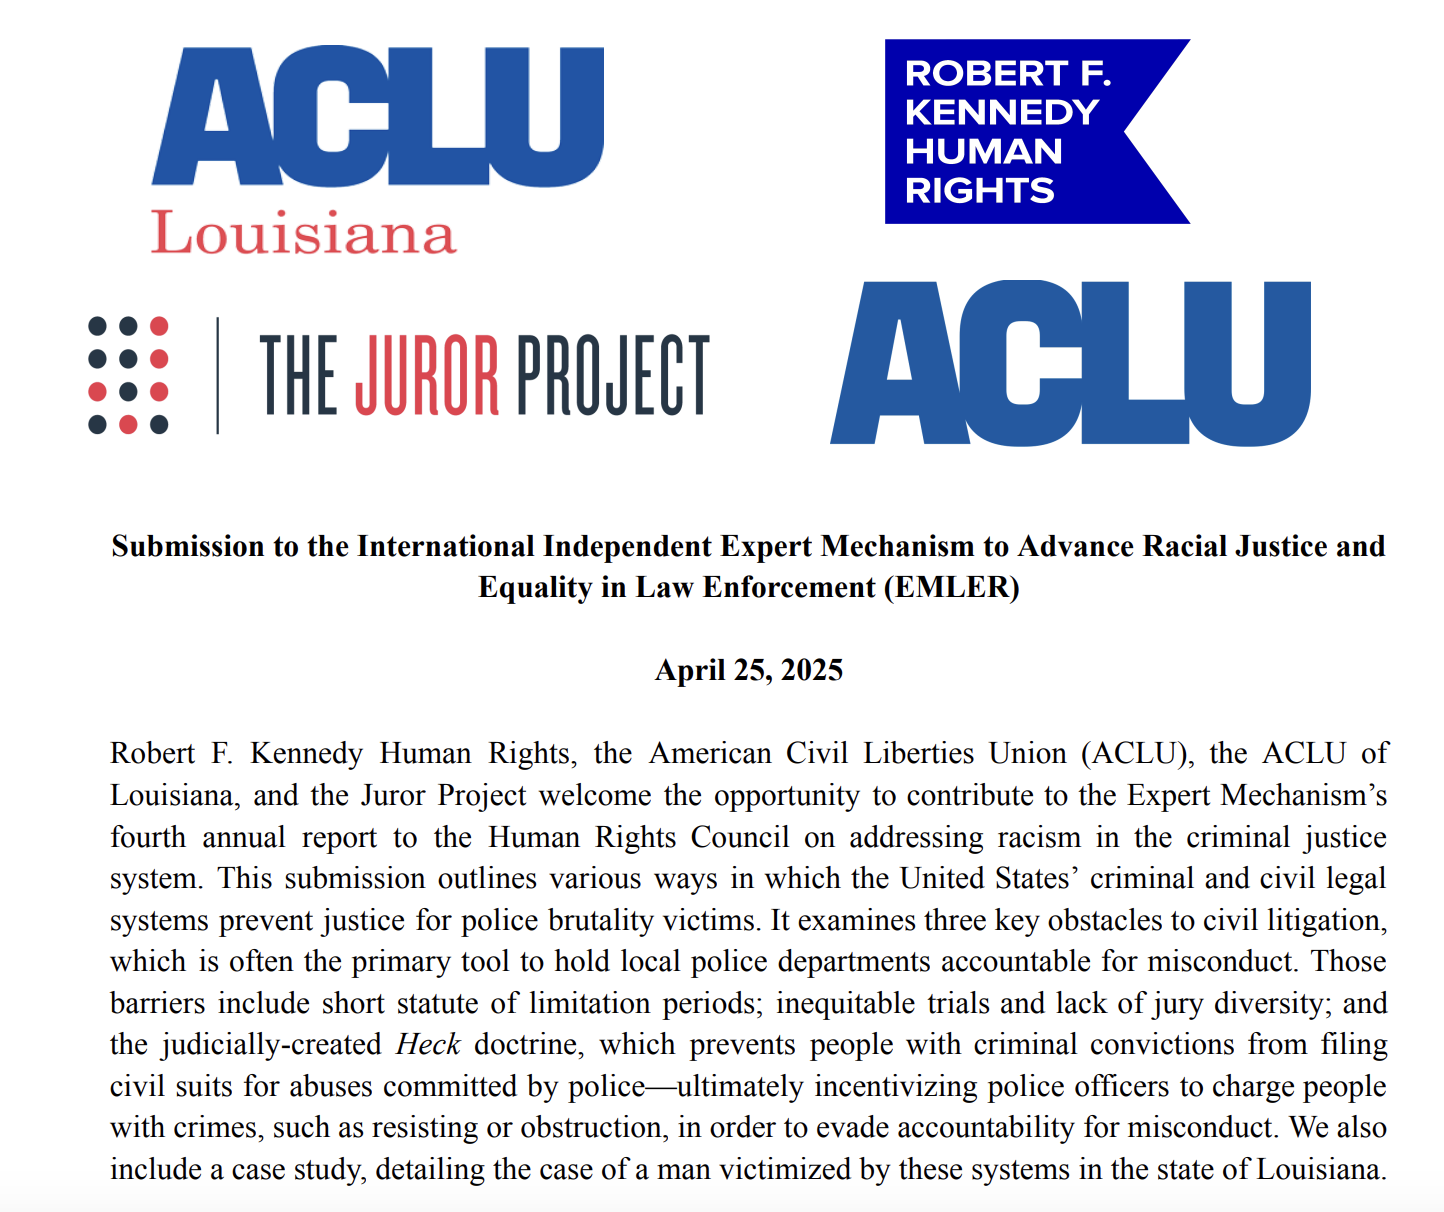 ACLU
Louisiana
ROBERT F.
KENNEDY
HUMAN
RIGHTS
THE JUROR PROJECT
ACLU
Submission to the International Independent Expert Mechanism to Advance Racial Justice and
Equality in Law Enforcement (EMLER)
April 25, 2025
Robert F. Kennedy Human Rights, the American Civil Liberties Union (ACLU), the ACLU of
Louisiana, and the Juror Project welcome the opportunity to contribute to the Expert Mechanism’s
fourth annual report to the Human Rights Council on addressing racism in the criminal justice
system. This submission outlines various ways in which the United States’ criminal and civil legal
systems prevent justice for police brutality victims. It examines three key obstacles to civil litigation,
which is often the primary tool to hold local police departments accountable for misconduct. Those
barriers include short statute of limitation periods; inequitable trials and lack of jury diversity; and
the judicially-created Heck doctrine, which prevents people with criminal convictions from filing
civil suits for abuses committed by police—ultimately incentivizing police officers to charge people
with crimes, such as resisting or obstruction, in order to evade accountability for misconduct. We also
include a case study, detailing the case of a man victimized by these systems in the state of Louisiana.